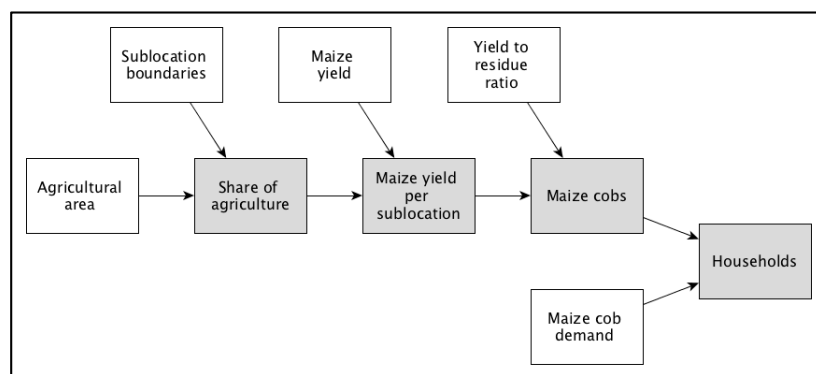 Sublocation
boundaries
Maize
yield
Yield to
residue
ratio
Agricultural
area
Share of
agriculture
Maize yield
per
sublocation
Maize cobs
Households
Maize cob
demand